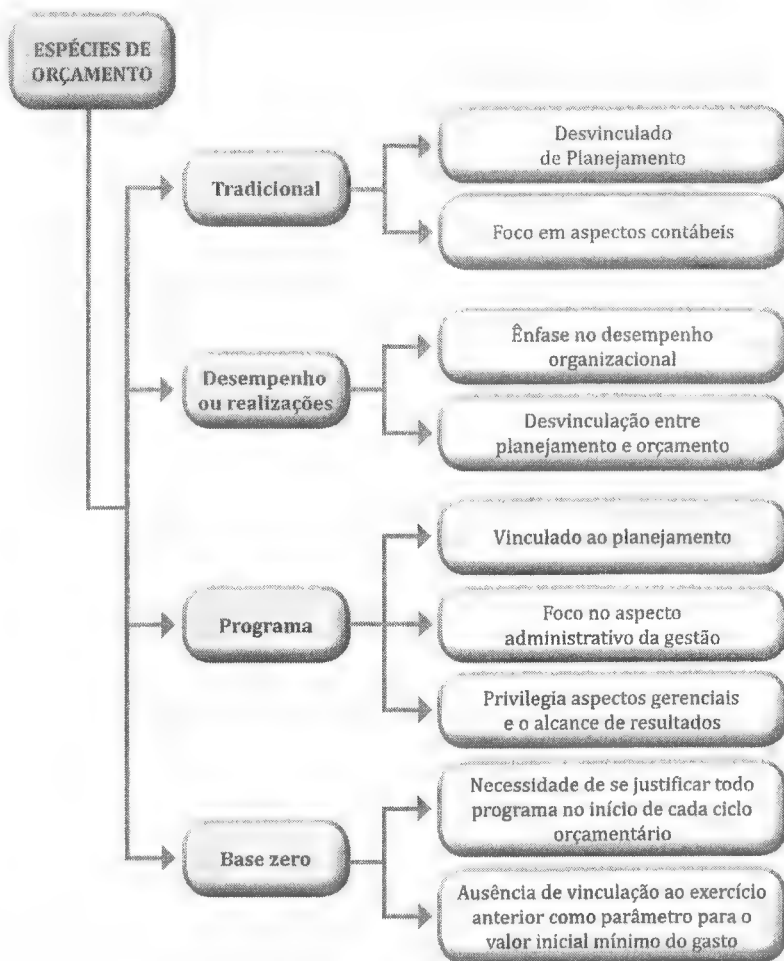 ESPÉCIES DE
ORÇAMENTO
Tradicional
Desvinculado
de Planejamento
Foco em aspectos contábeis
Desempenho
ou realizações
Ênfase no desempenho
organizacional
Desvinculação entre
planejamento e orçamento
Programa
Vinculado ao planejamento
Foco no aspecto
administrativo da gestão
Privilegia aspectos gerenciais
e o alcance de resultados
Base zero
Necessidade de se justificar todo
programa no início de cada ciclo
orçamentário
Ausência de vinculação ao exercício
anterior como parâmetro para o
valor inicial mínimo do gasto